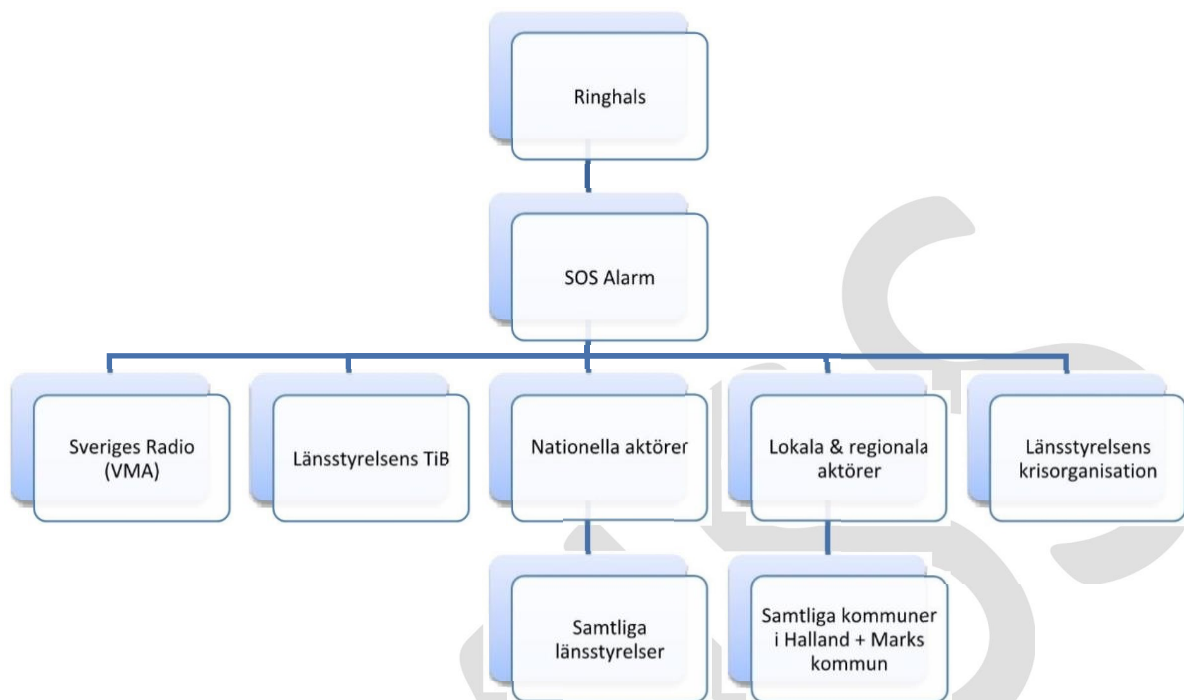 Ringhals
SOS Alarm
Sveriges Radio
(VMA)
Länsstyrelsens TiB
Nationella aktörer
Lokala & regionala
aktörer
Länsstyrelsens
krisorganisation
Samtliga
länsstyrelser
Samtliga kommuner
i Halland + Marks
kommun